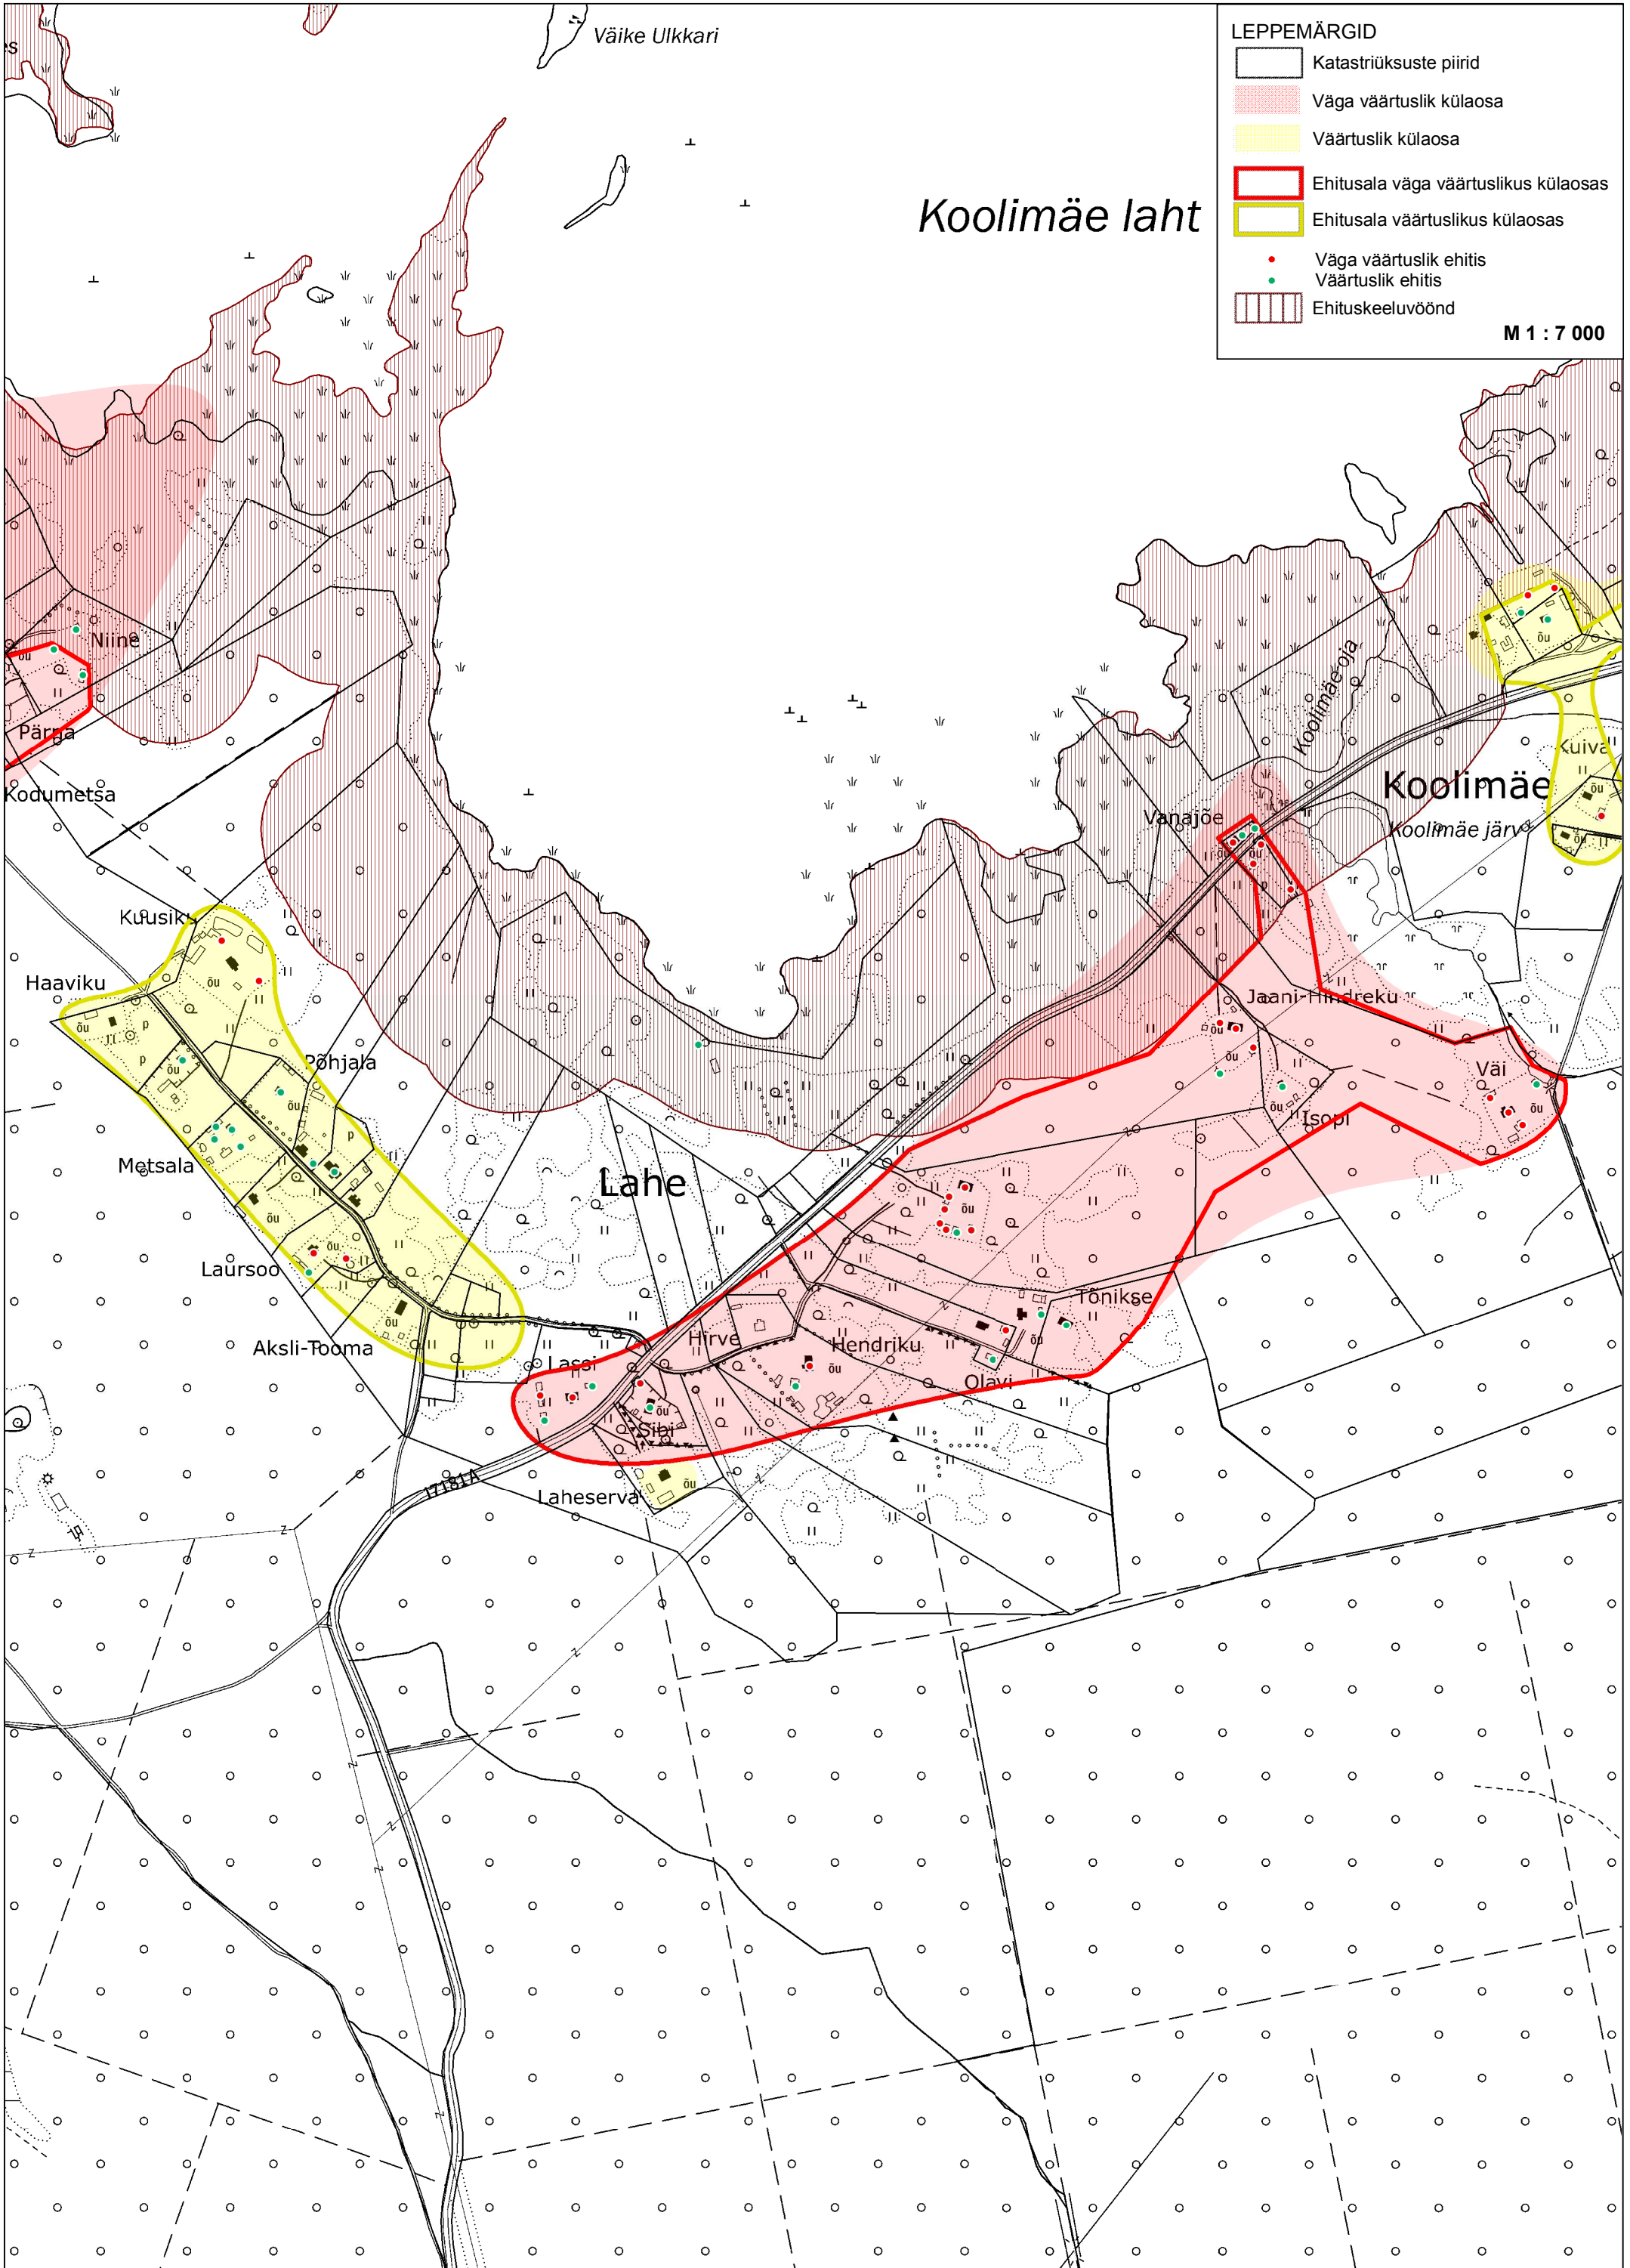 Väike Ulkkari
LEPPEMÄRGID
Katastriüksuste piirid
Väga väärtuslik külaosa
Väärtuslik külaosa
Ehitusala väga väärtuslikus külaosas
Ehitusala väärtuslikus külaosas
Väga väärtuslik ehitis
Väärtuslik ehitis
Ehituskeeluvöönd
M 1 : 7 000
Koolimäe laht
Niine
Koolimäe oja
Pärna
Kuiva
Kodumetsa
Koolimäe
Vanajõe
Koolimäe järv
Kuusiku
Haaviku
Jaani-Hindreku
Põhjala
Väi
Isopi
Metsala
Lahe
Laursoo
Tõnikse
Aksli-Tooma
Hirve
Hendriku
Lassi
Olavi
Sibi
17181A
Laheserva